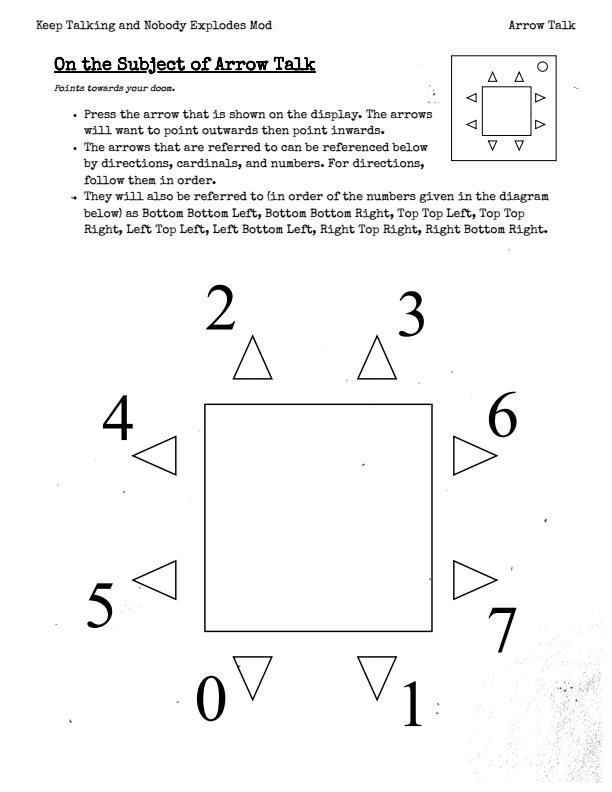 Keep Talking and Nobody Explodes Mod
Arrow Talk
On the Subject of Arrow Talk
Points towards your doom.
• Press the arrow that is shown on the display. The arrows
will want to point outwards then point inwards.
• The arrows that are referred to can be referenced below
by directions, cardinals, and numbers. For directions,
follow them in order.
• They will also be referred to (in order of the numbers given in the diagram
below) as Bottom Bottom Left, Bottom Bottom Right, Top Top Left, Top Top
Right, Left Top Left, Left Bottom Left, Right Top Right, Right Bottom Right.
2
3
4
6
5
7
0
1